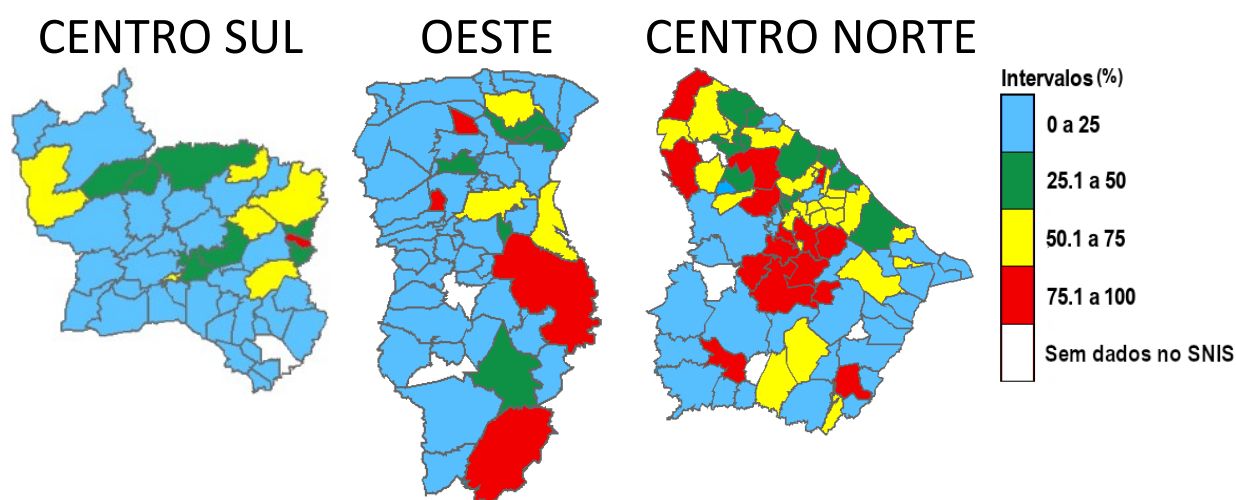 CENTRO SUL
OESTE
CENTRO NORTE
Intervalos (%)
0 a 25
25.1 a 50
50.1 a 75
75.1 a 100
Sem dados no SNIS